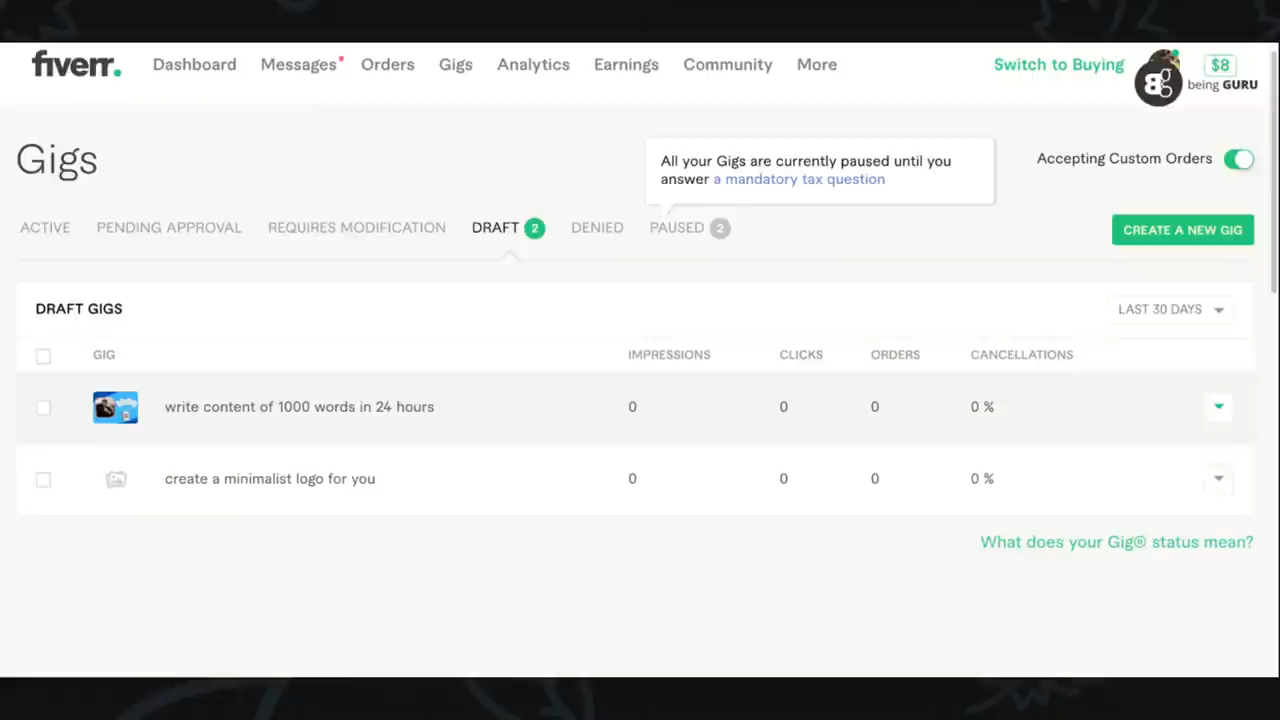 fiverr. Dashboard Messages Orders Gigs Analytics Earnings Community More Switch to Buying $8
bg being GURU
Gigs
All your Gigs are currently paused until you
answer a mandatory tax question
Accepting Custom Orders
ACTIVE PENDING APPROVAL REQUIRES MODIFICATION DRAFT 2 DENIED PAUSED 2
CREATE A NEW GIG
DRAFT GIGS LAST 30 DAYS
GIG IMPRESSIONS CLICKS ORDERS CANCELLATIONS
write content of 1000 words in 24 hours 0 0 0 0 %
create a minimalist logo for you 0 0 0 0 %
What does your Gig® status mean?